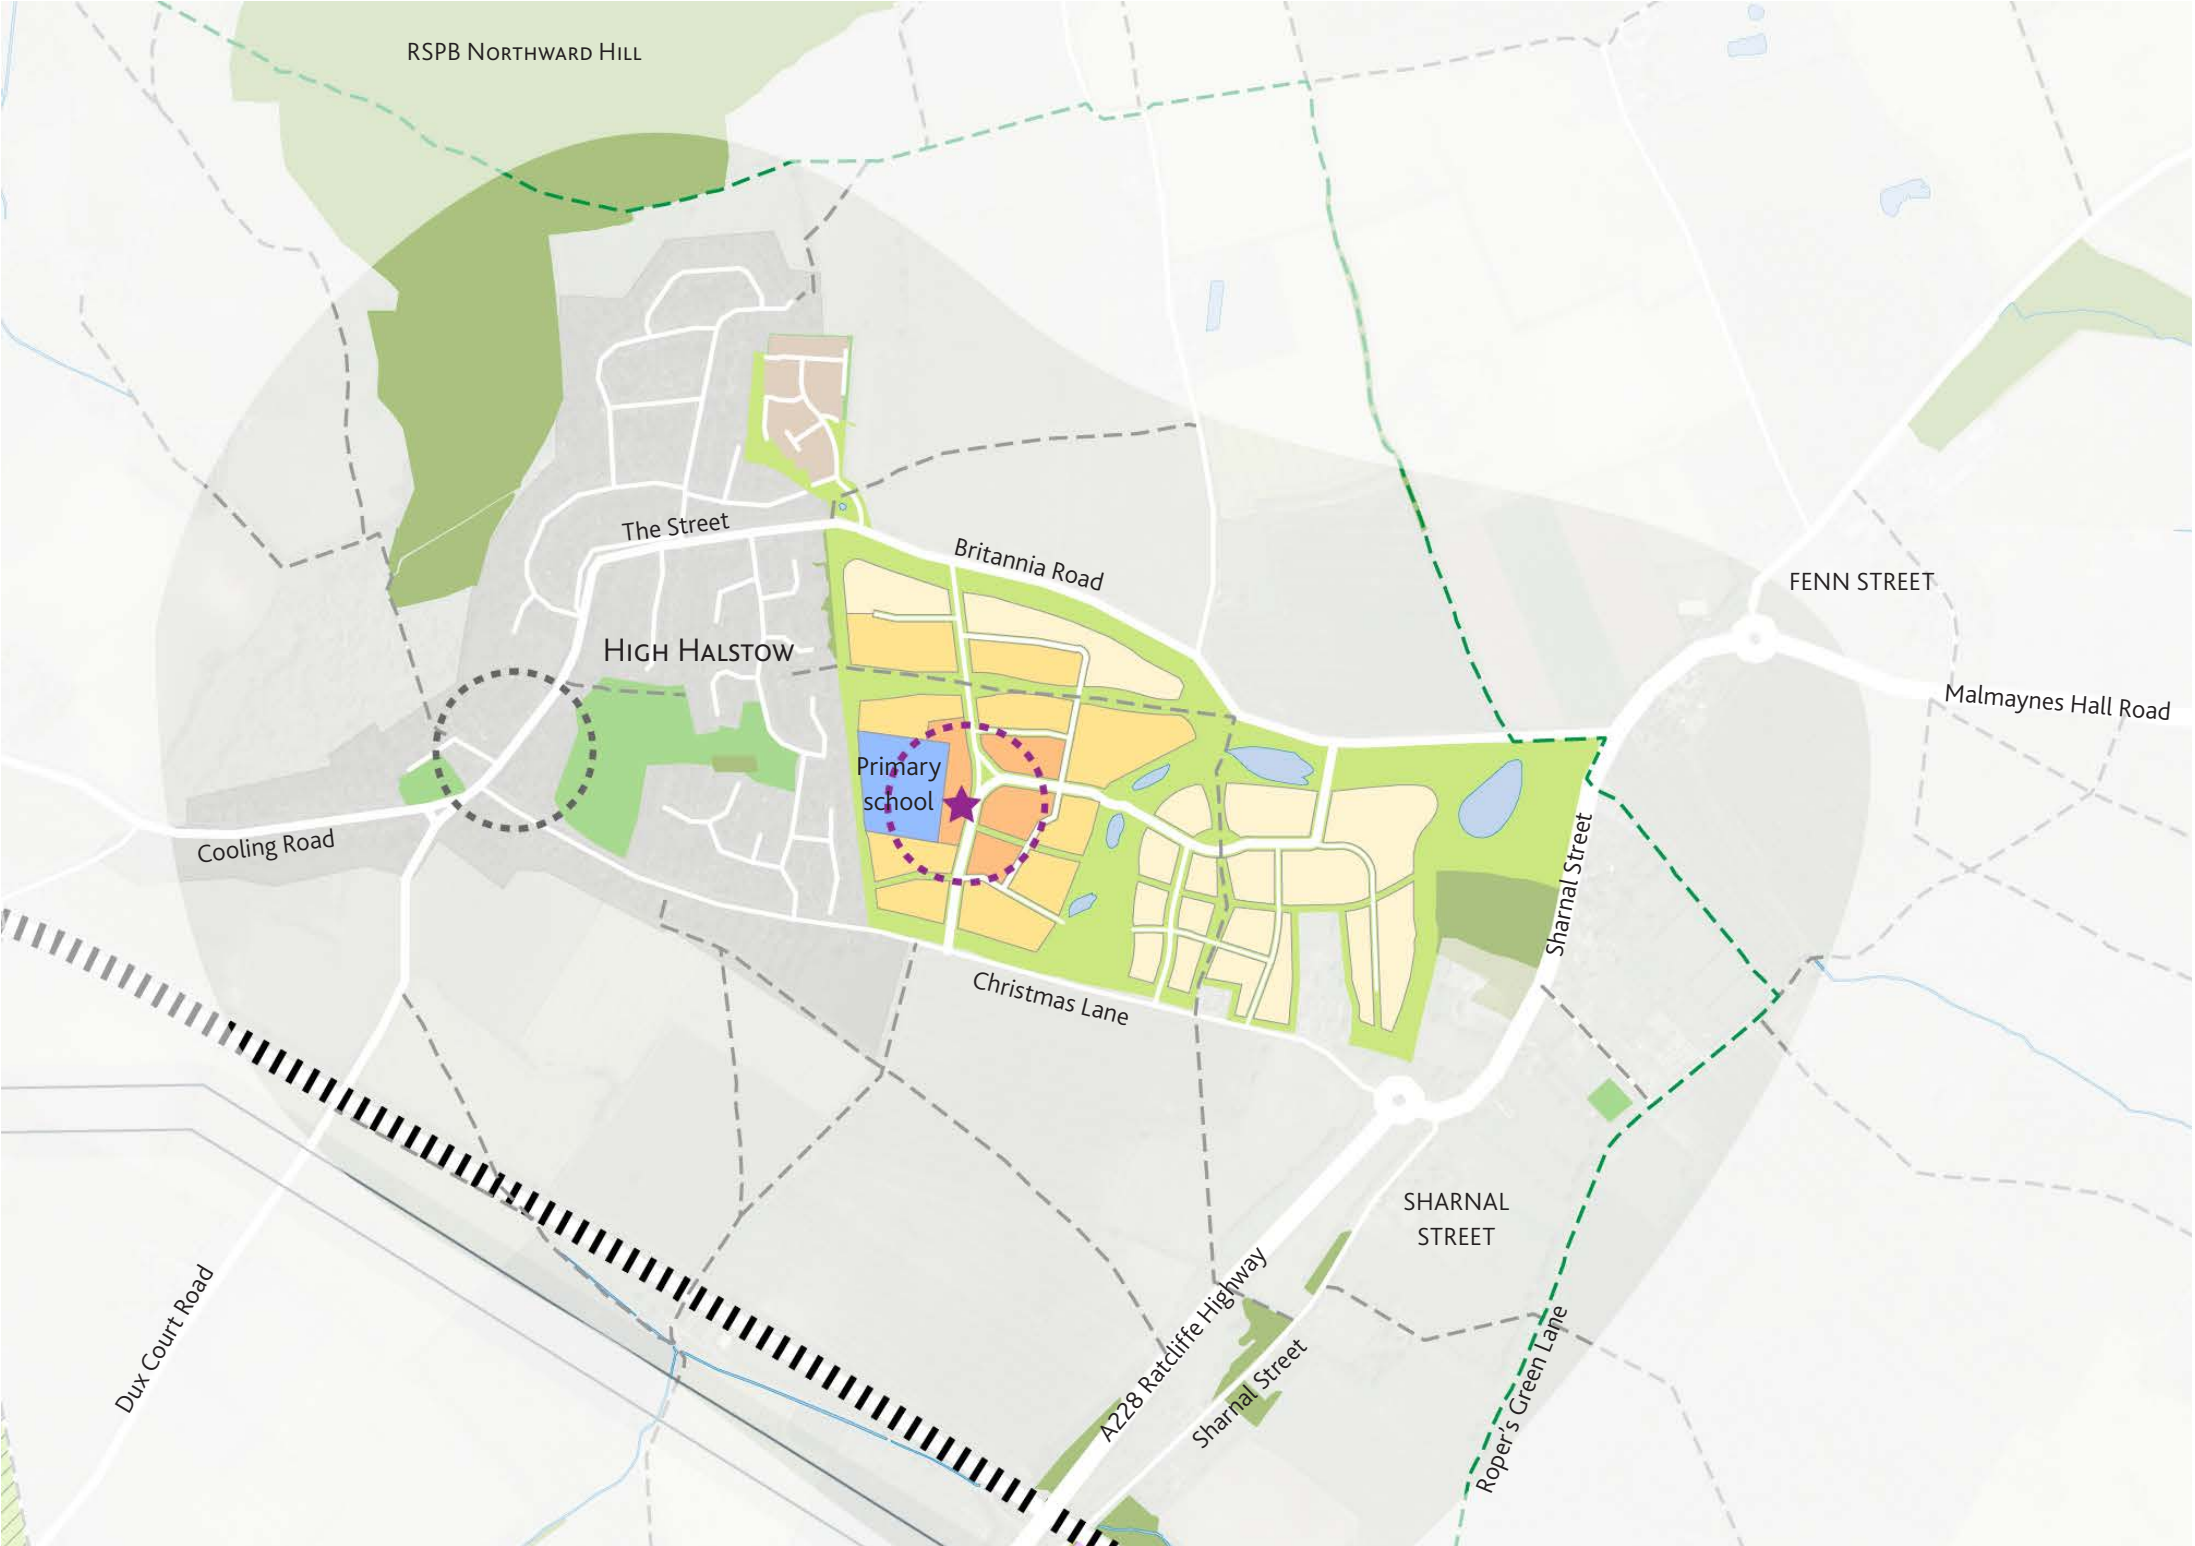 RSPB Northward Hill
The Street
Britannia Road
FENN STREET
High Halstow
Malmaynes Hall Road
Primary
school
Cooling Road
Sharnal Street
Christmas Lane
SHARNAL
STREET
Dux Court Road
A228 Ratcliffe Highway
Sharnal Street
Roper's Green Lane